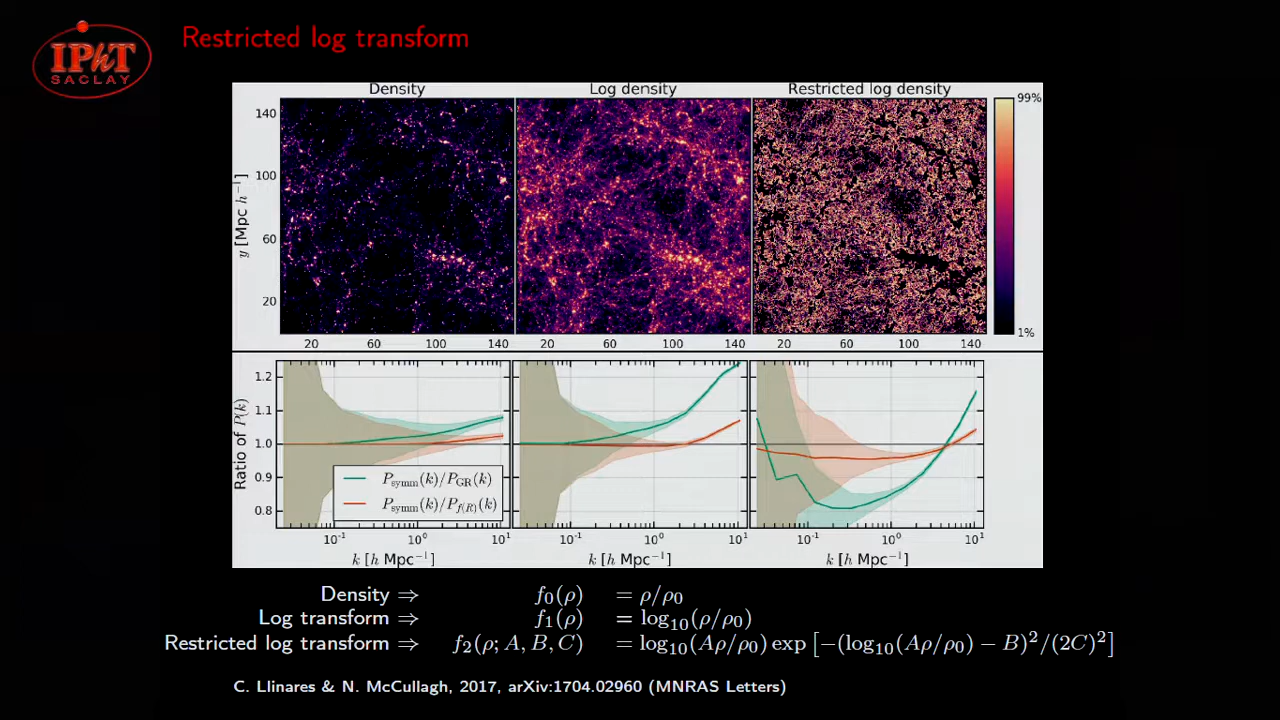 Restricted log transform
IPhT
SACLAY
Density Log density Restricted log density
99%
140
100
60
20
y [Mpc h⁻¹]
1%
20 60 100 140 20 60 100 140 20 60 100 140
1.2
1.1
1.0
0.9
0.8
Ratio of P(k)
P_symm(k)/P_GR(k)
P_symm(k)/P_f(R)(k)
10⁻¹ 10⁰ 10¹ 10⁻¹ 10⁰ 10¹ 10⁻¹ 10⁰ 10¹
k [h Mpc⁻¹] k [h Mpc⁻¹] k [h Mpc⁻¹]
Density ⇒ f₀(ρ) = ρ/ρ₀
Log transform ⇒ f₁(ρ) = log₁₀(ρ/ρ₀)
Restricted log transform ⇒ f₂(ρ; A, B, C) = log₁₀(Aρ/ρ₀) exp [−(log₁₀(Aρ/ρ₀) − B)²/(2C)²]
C. Llinares & N. McCullagh, 2017, arXiv:1704.02960 (MNRAS Letters)